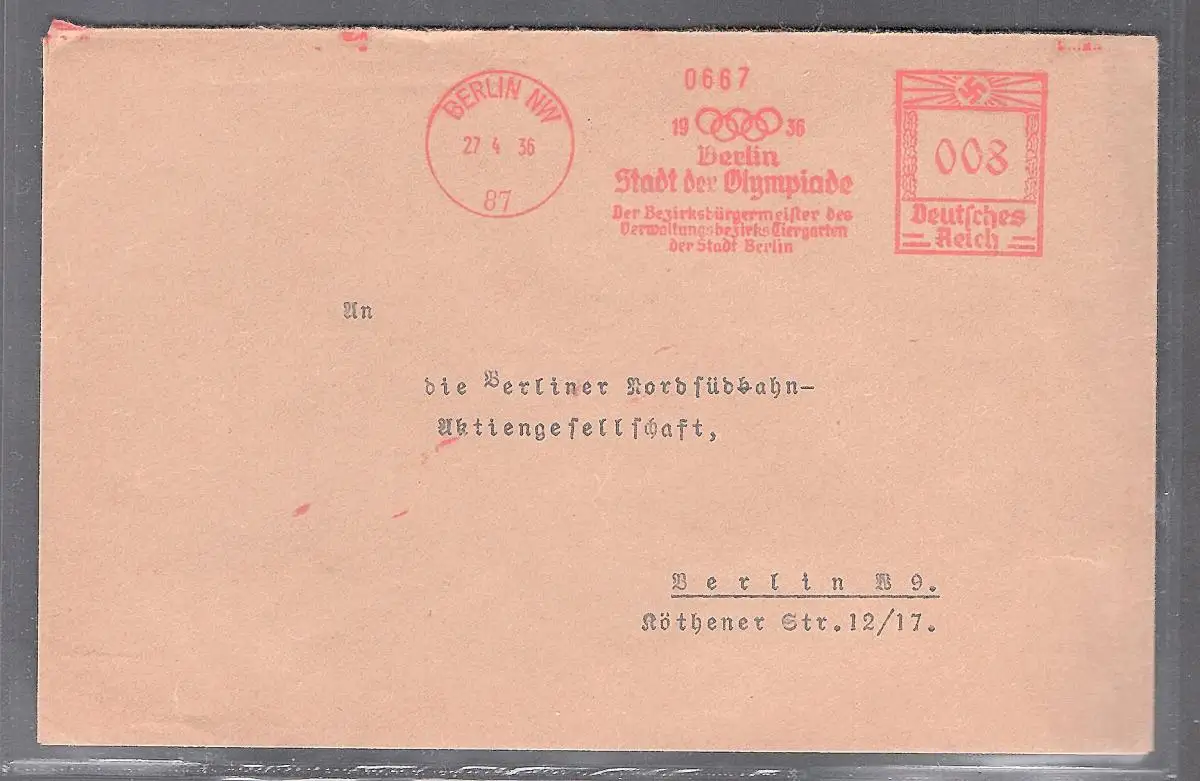 BERLIN NW
27 4 36
87
0667
19 36
Berlin
Stadt der Olympiade
Der Bezirksbürgermeister des
Verwaltungsbezirks Tiergarten
der Stadt Berlin
008
Deutsches
Reich
An
die Berliner Nordsüdbahn-
Aktiengesellschaft,
Berlin W 9.
Köthener Str.12/17.